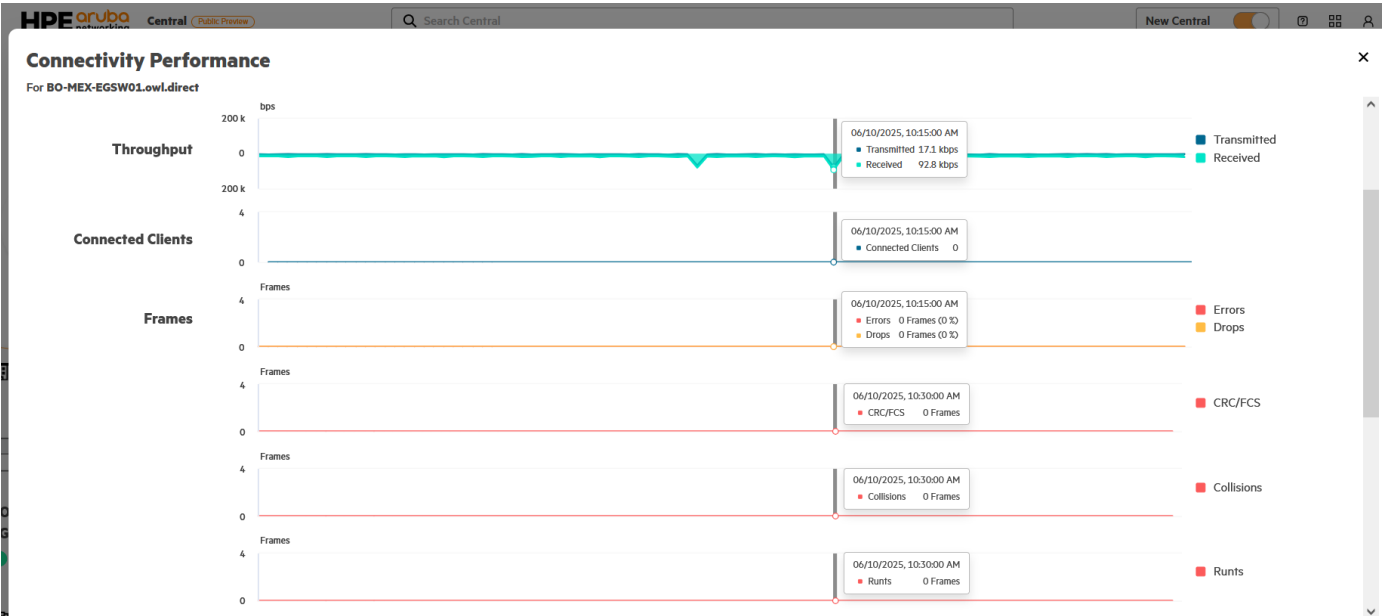 HPE aruba networking Central Public Preview Search Central New Central
Connectivity Performance
For BO-MEX-EGSW01.owl.direct
bps
200 k
Throughput
0
200 k
06/10/2025, 10:15:00 AM
Transmitted 17.1 kbps
Received 92.8 kbps
Transmitted
Received
4
Connected Clients
0
06/10/2025, 10:15:00 AM
Connected Clients 0
Frames
4
Frames
0
06/10/2025, 10:15:00 AM
Errors 0 Frames (0 %)
Drops 0 Frames (0 %)
Errors
Drops
Frames
4
0
06/10/2025, 10:30:00 AM
CRC/FCS 0 Frames
CRC/FCS
Frames
4
0
06/10/2025, 10:30:00 AM
Collisions 0 Frames
Collisions
Frames
4
0
06/10/2025, 10:30:00 AM
Runts 0 Frames
Runts